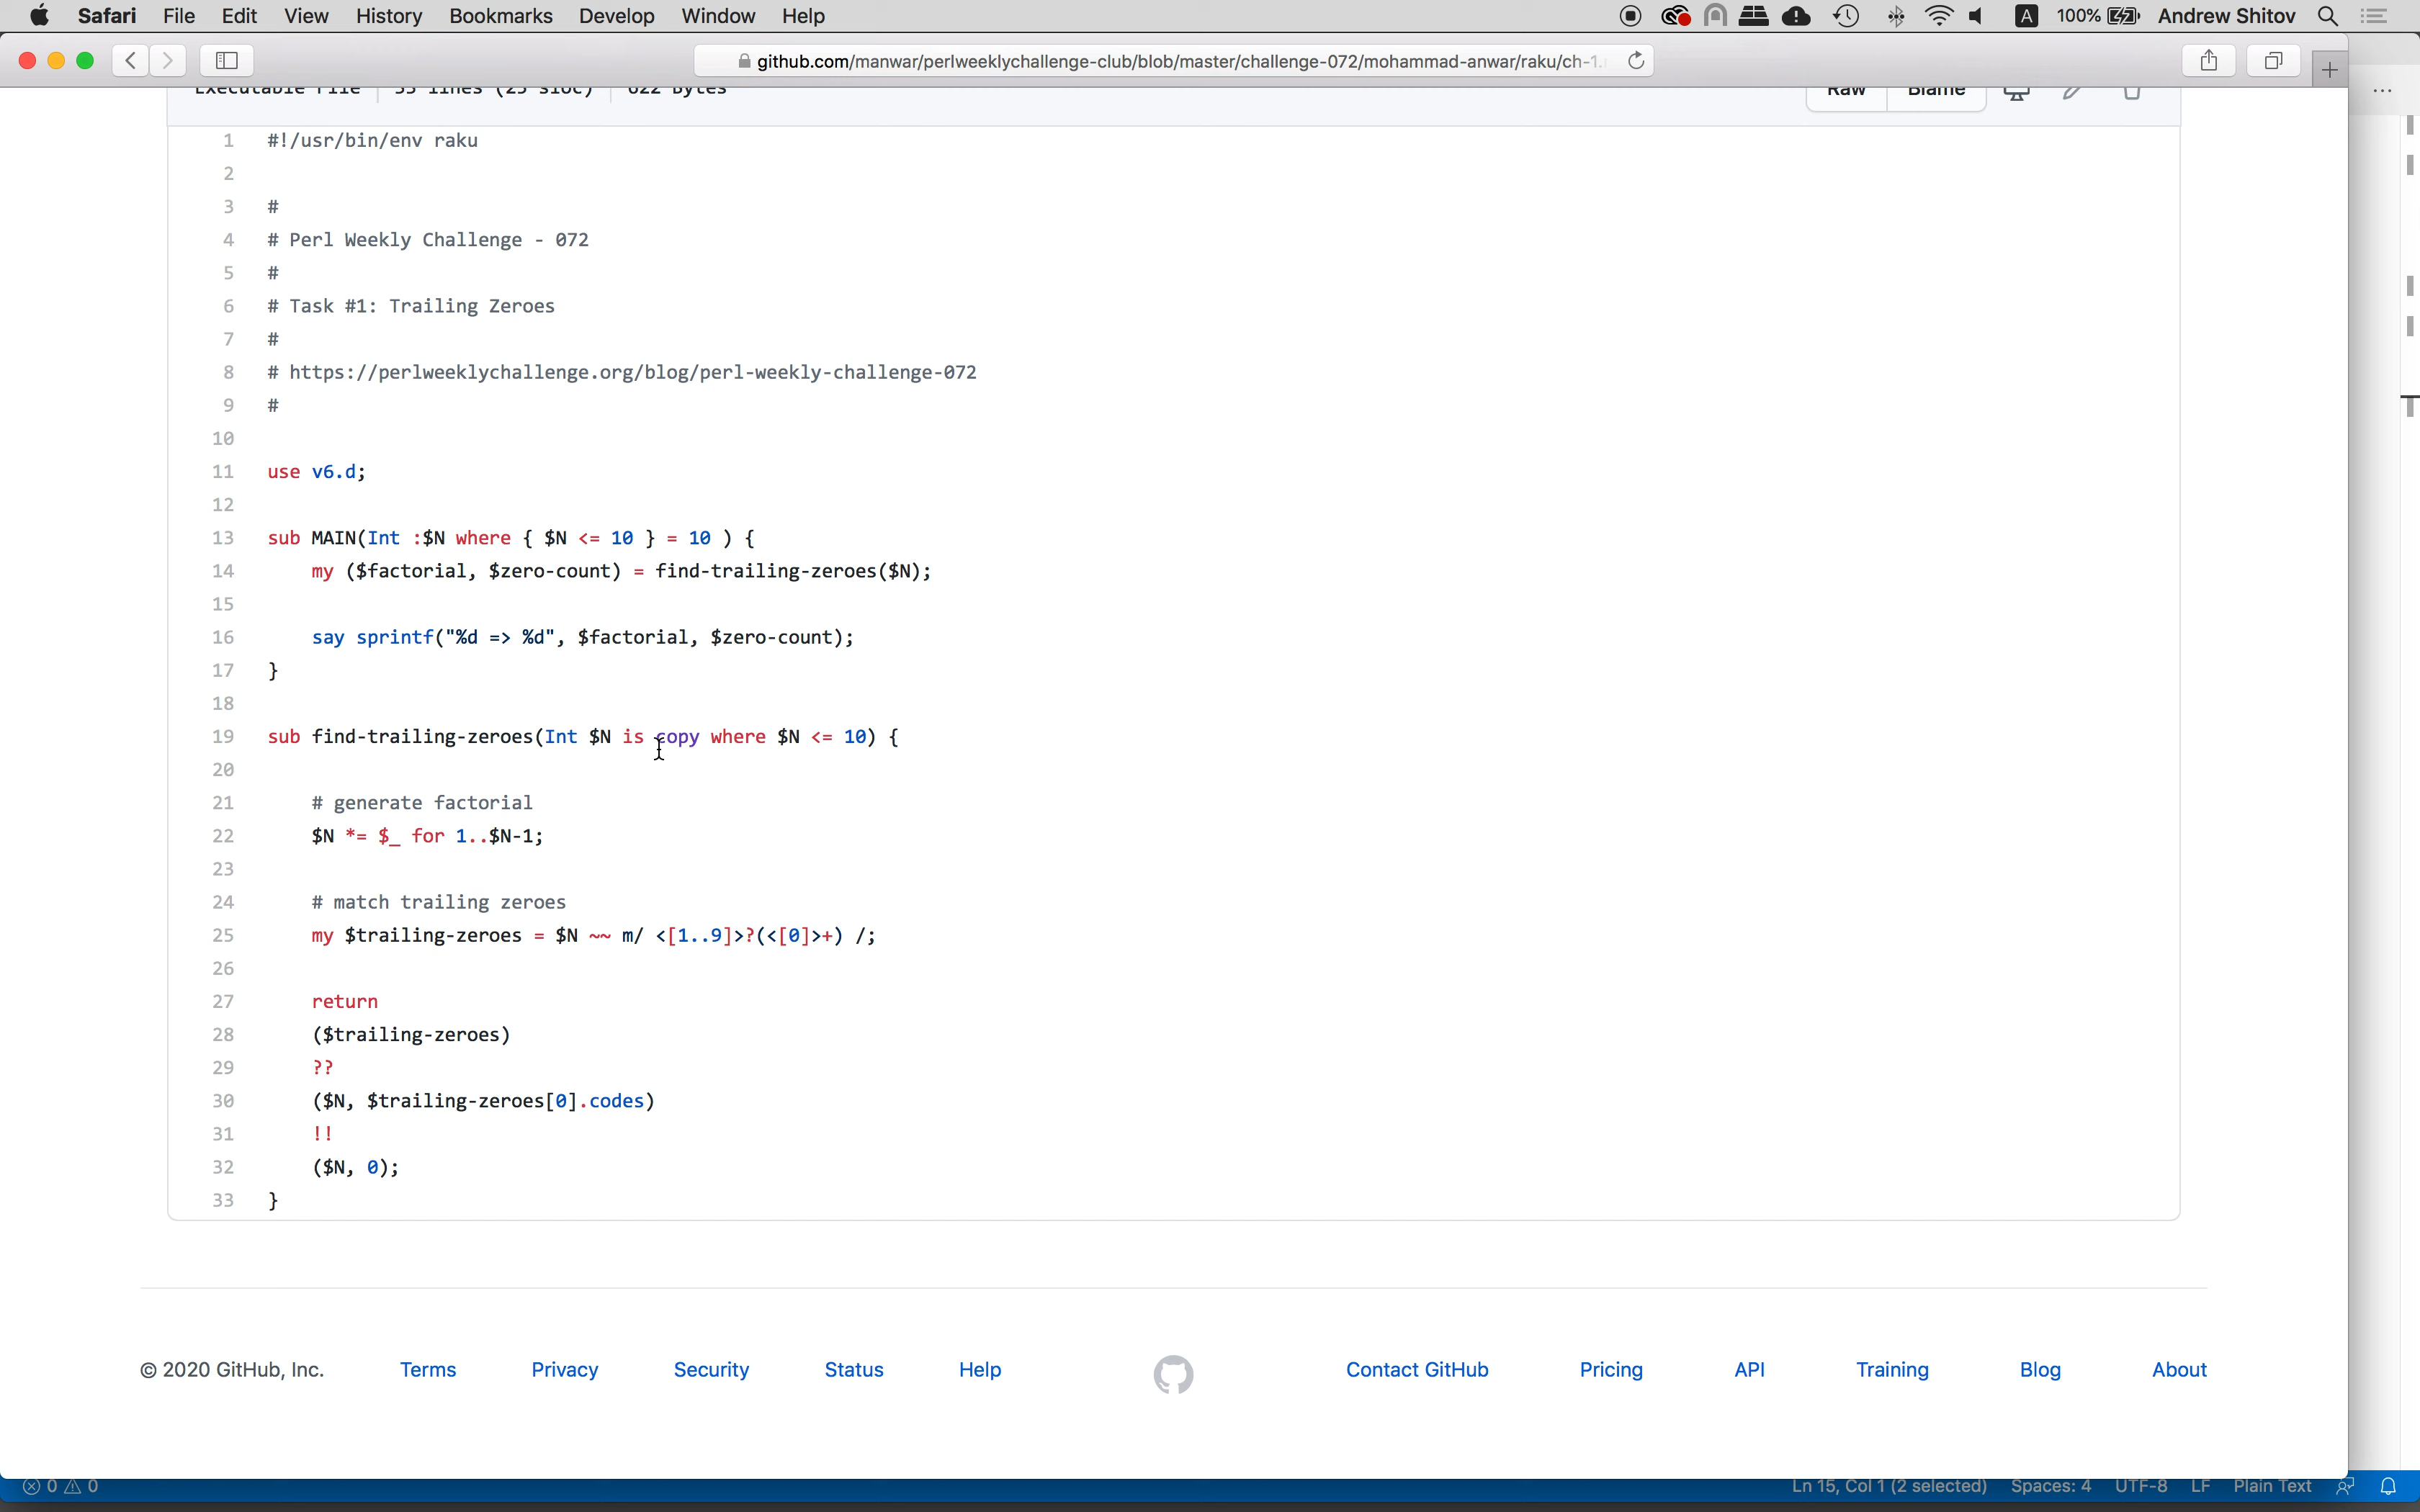 Safari File Edit View History Bookmarks Develop Window Help A 100% Andrew Shitov
github.com/manwar/perlweeklychallenge-club/blob/master/challenge-072/mohammad-anwar/raku/ch-1.
Executable File 33 lines (25 sloc) 622 Bytes Raw Blame
1 #!/usr/bin/env raku
2
3 #
4 # Perl Weekly Challenge - 072
5 #
6 # Task #1: Trailing Zeroes
7 #
8 # https://perlweeklychallenge.org/blog/perl-weekly-challenge-072
9 #
10
11 use v6.d;
12
13 sub MAIN(Int :$N where { $N <= 10 } = 10 ) {
14 my ($factorial, $zero-count) = find-trailing-zeroes($N);
15
16 say sprintf("%d => %d", $factorial, $zero-count);
17 }
18
19 sub find-trailing-zeroes(Int $N is copy where $N <= 10) {
20
21 # generate factorial
22 $N *= $_ for 1..$N-1;
23
24 # match trailing zeroes
25 my $trailing-zeroes = $N ~~ m/ <[1..9]>?(<[0]>+) /;
26
27 return
28 ($trailing-zeroes)
29 ??
30 ($N, $trailing-zeroes[0].codes)
31 !!
32 ($N, 0);
33 }
© 2020 GitHub, Inc. Terms Privacy Security Status Help Contact GitHub Pricing API Training Blog About
0 0 Ln 15, Col 1 (2 selected) Spaces: 4 UTF-8 LF Plain Text